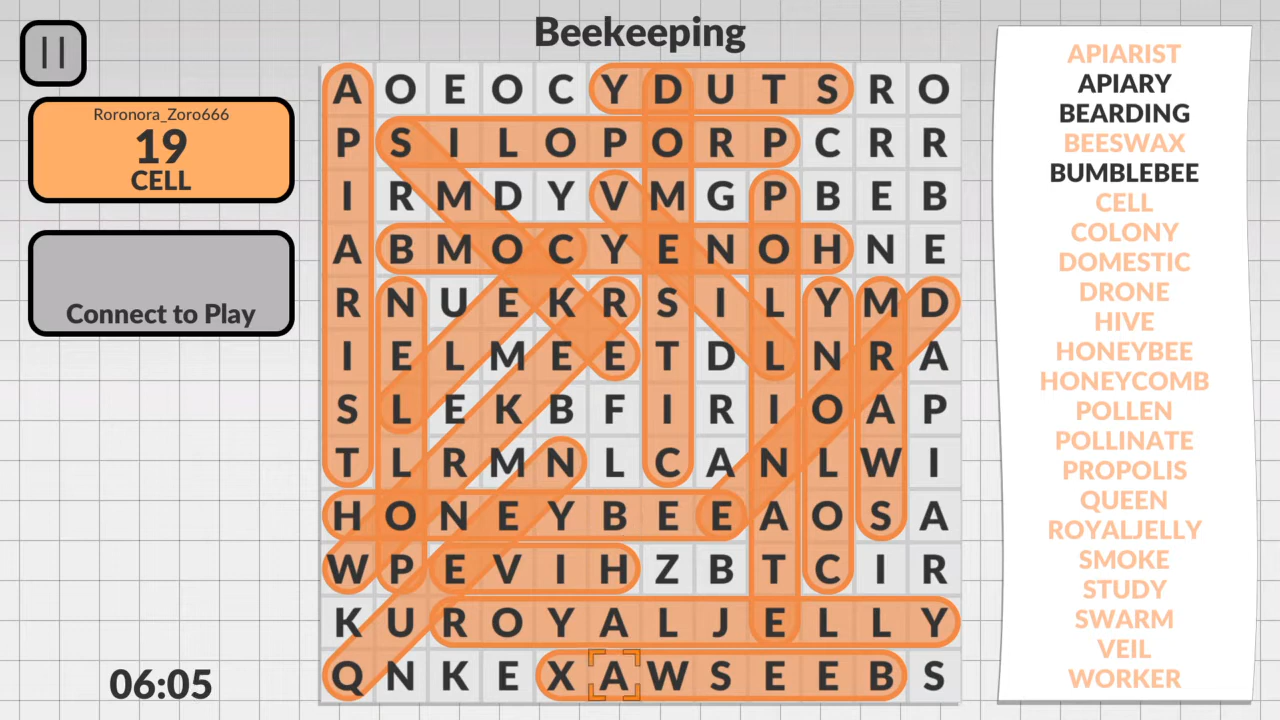 Beekeeping
Roronora_Zoro666
19
CELL
Connect to Play
06:05
A O E O C Y D U T S R O
P S I L O P O R P C R R
I R M D Y V M G P B E B
A B M O C Y E N O H N E
R N U E K R S I L Y M D
I E L M E E T D L N R A
S L E K B F I R I O A P
T L R M N L C A N L W I
H O N E Y B E E A O S A
W P E V I H Z B T C I R
K U R O Y A L J E L L Y
Q N K E X A W S E E B S
APIARIST
APIARY
BEARDING
BEESWAX
BUMBLEBEE
CELL
COLONY
DOMESTIC
DRONE
HIVE
HONEYBEE
HONEYCOMB
POLLEN
POLLINATE
PROPOLIS
QUEEN
ROYALJELLY
SMOKE
STUDY
SWARM
VEIL
WORKER